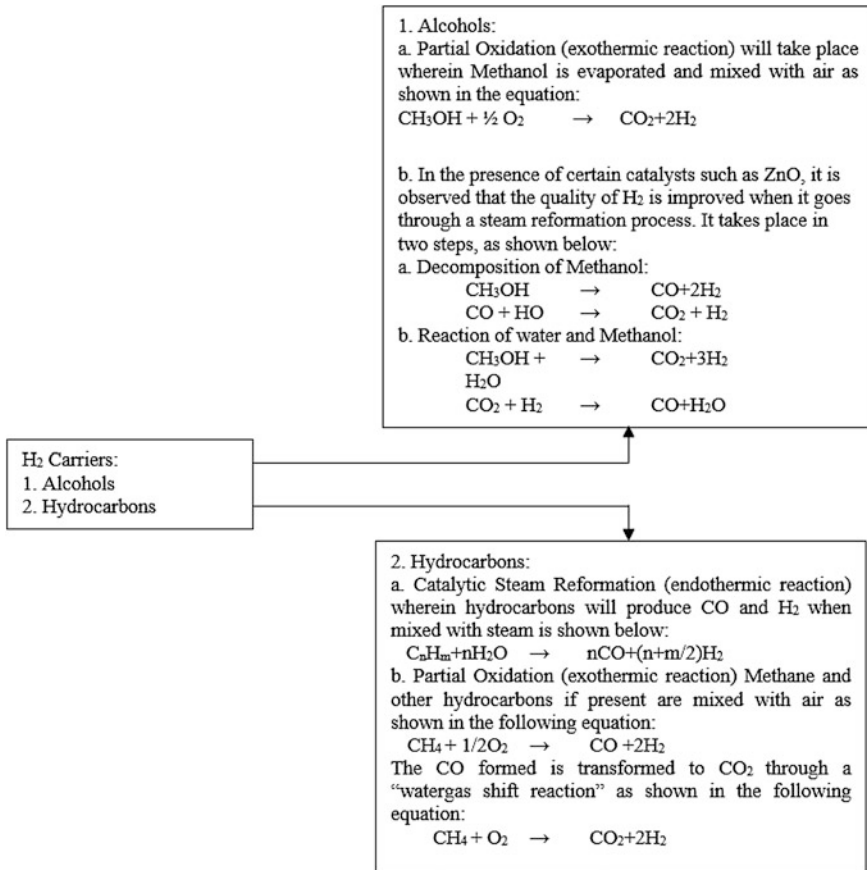 1. Alcohols:
a. Partial Oxidation (exothermic reaction) will take place
wherein Methanol is evaporated and mixed with air as
shown in the equation:
CH₃OH + ½ O₂ → CO₂+2H₂
b. In the presence of certain catalysts such as ZnO, it is
observed that the quality of H₂ is improved when it goes
through a steam reformation process. It takes place in
two steps, as shown below:
a. Decomposition of Methanol:
CH₃OH → CO+2H₂
CO + HO → CO₂ + H₂
b. Reaction of water and Methanol:
CH₃OH + → CO₂+3H₂
H₂O
CO₂ + H₂ → CO+H₂O
H₂ Carriers:
1. Alcohols
2. Hydrocarbons
2. Hydrocarbons:
a. Catalytic Steam Reformation (endothermic reaction)
wherein hydrocarbons will produce CO and H₂ when
mixed with steam is shown below:
CₙHₘ+nH₂O → nCO+(n+m/2)H₂
b. Partial Oxidation (exothermic reaction) Methane and
other hydrocarbons if present are mixed with air as
shown in the following equation:
CH₄ + 1/2O₂ → CO +2H₂
The CO formed is transformed to CO₂ through a
“watergas shift reaction” as shown in the following
equation:
CH₄ + O₂ → CO₂+2H₂